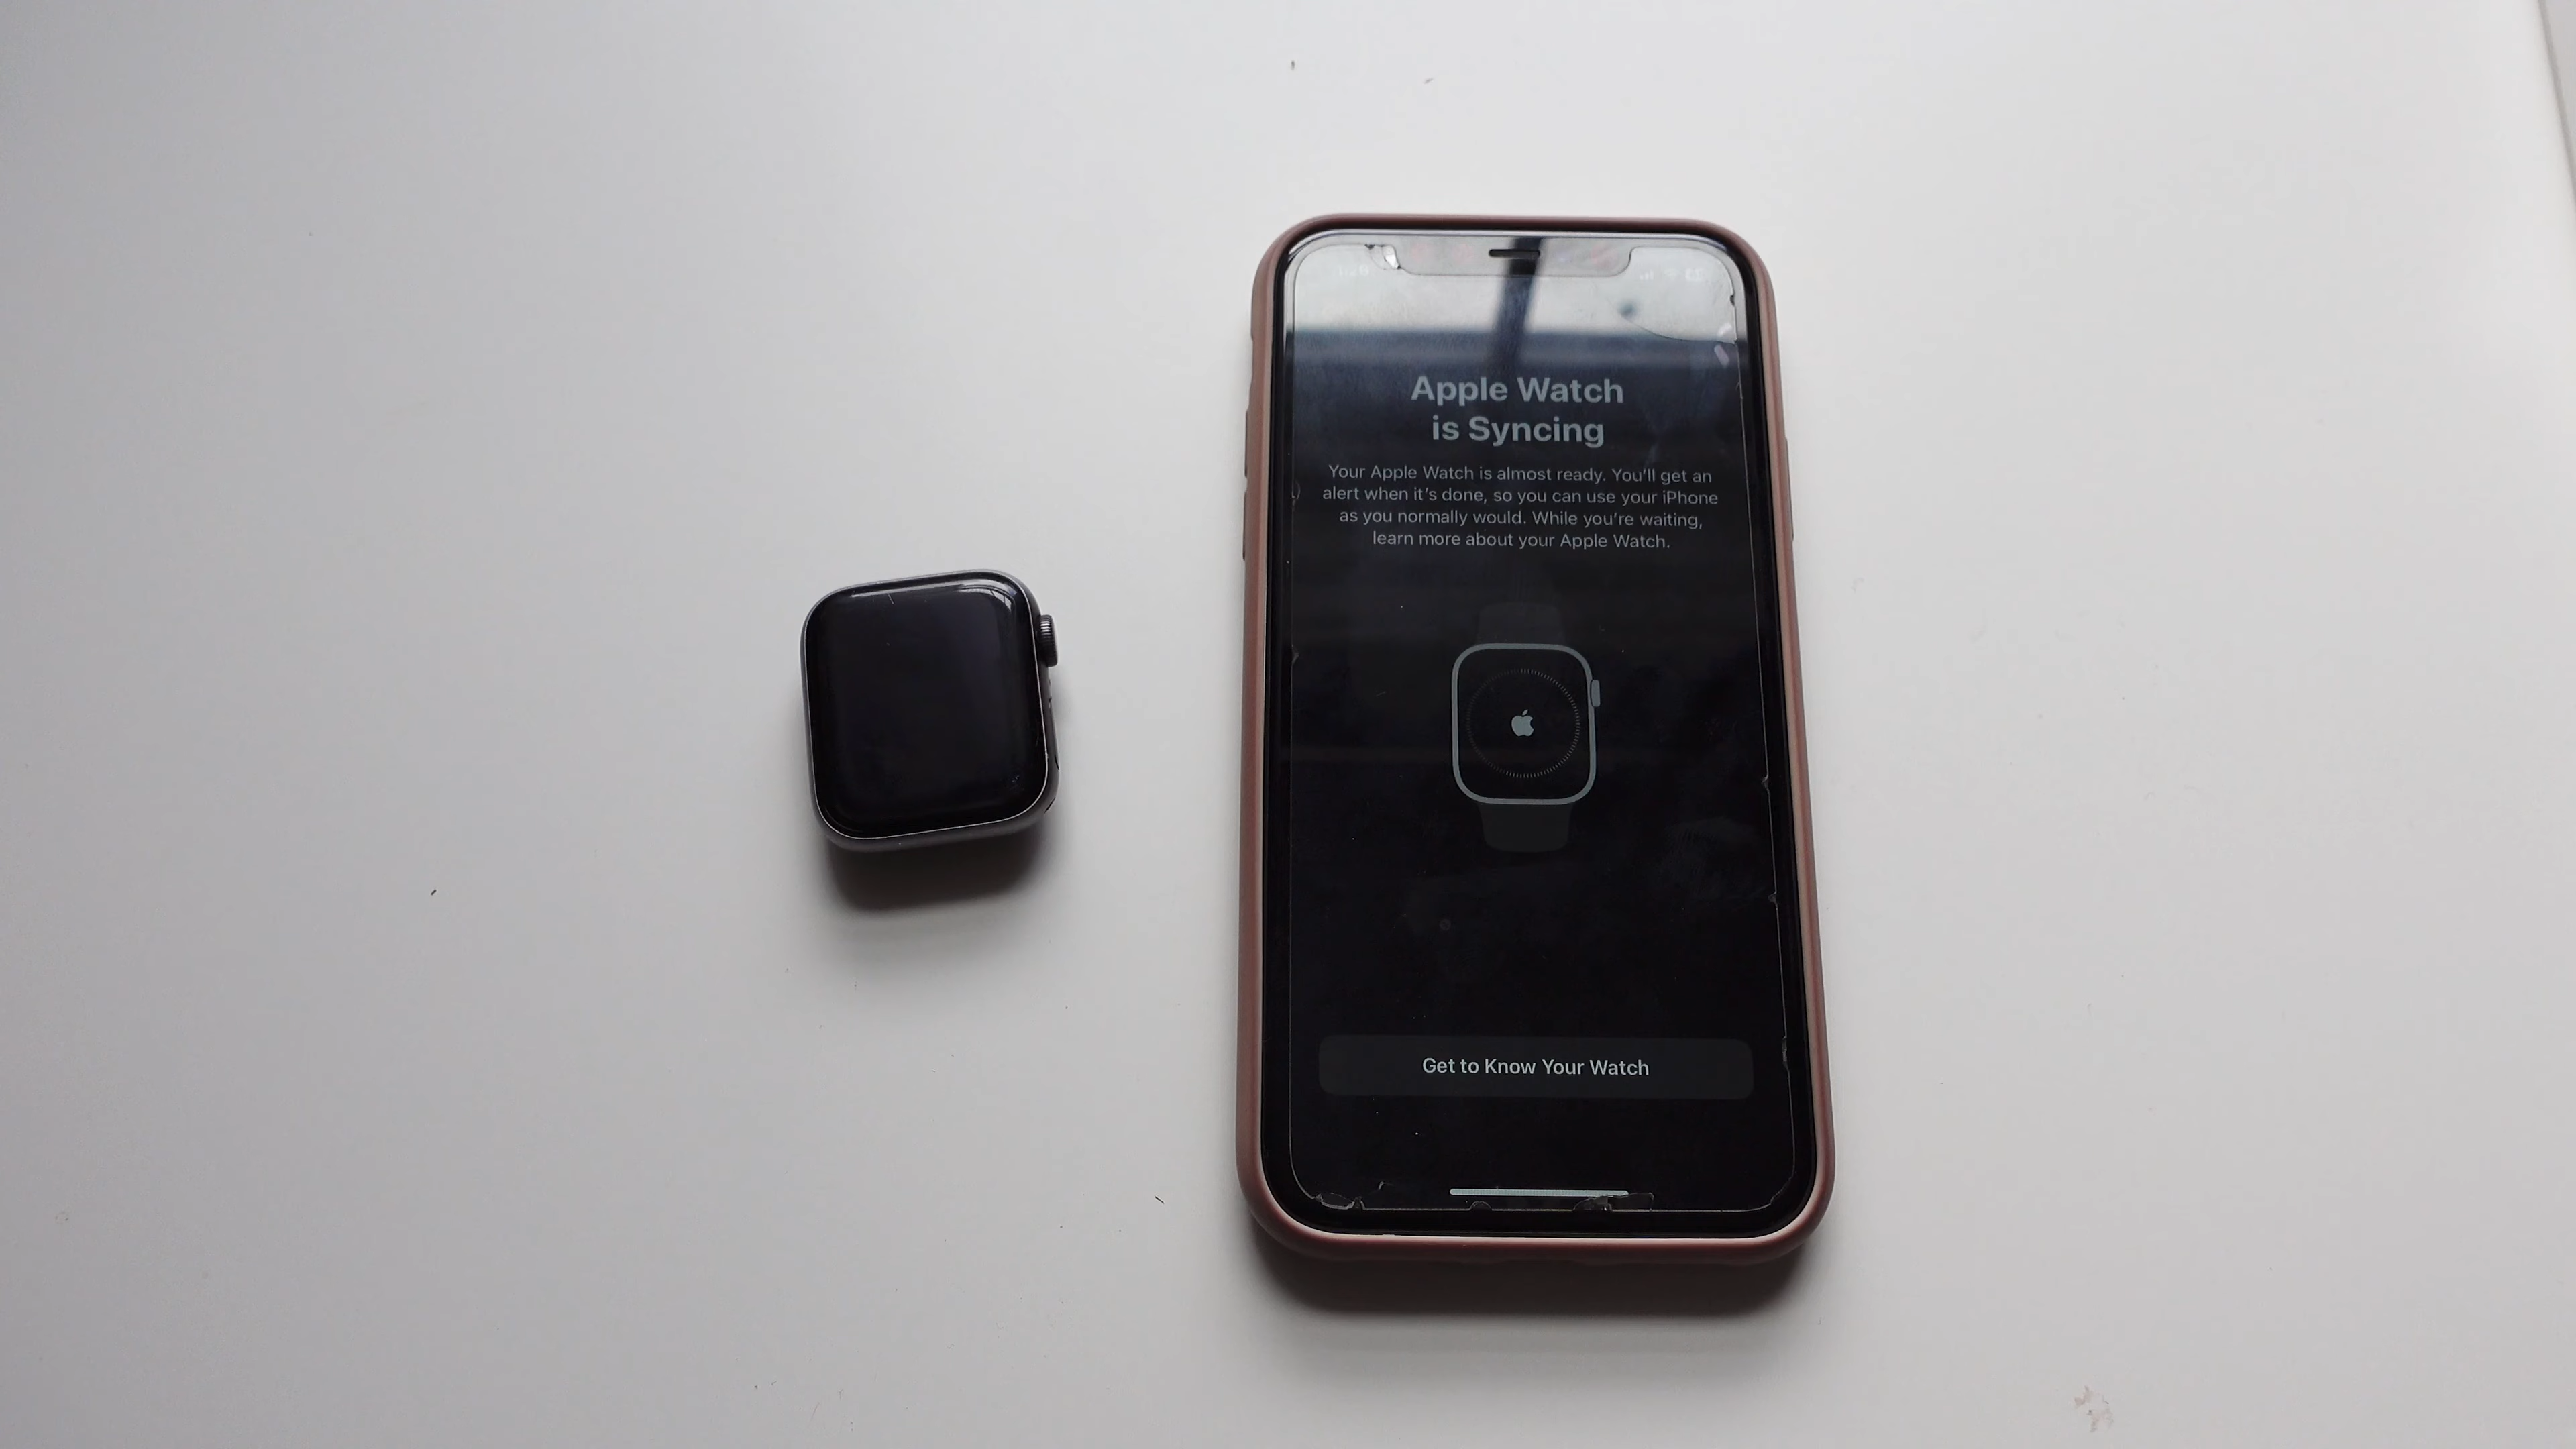 Apple Watch
is Syncing
Your Apple Watch is almost ready. You'll get an
alert when it's done, so you can use your iPhone
as you normally would. While you're waiting,
learn more about your Apple Watch.
Get to Know Your Watch